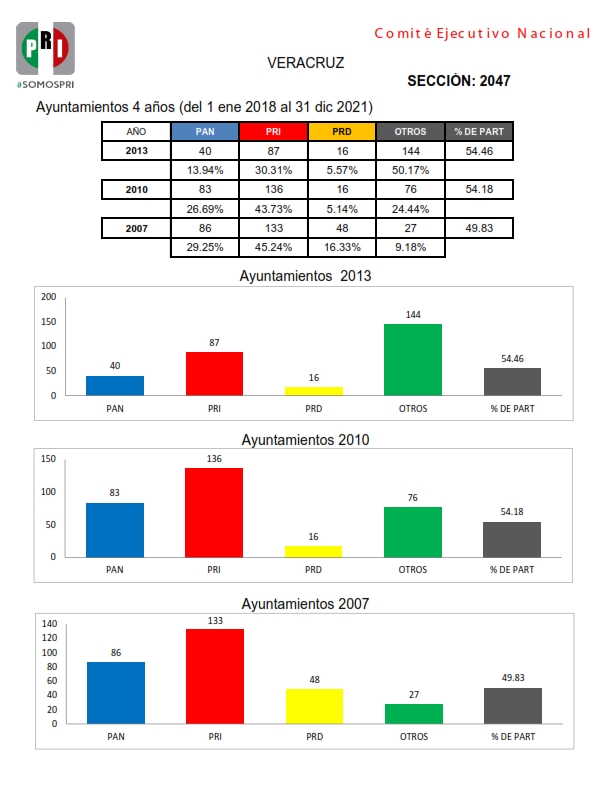 Comité Ejecutivo Nacional
PRI
#SOMOSPRI
VERACRUZ
SECCIÓN: 2047
Ayuntamientos 4 años (del 1 ene 2018 al 31 dic 2021)
AÑO PAN PRI PRD OTROS % DE PART
2013 40 87 16 144 54.46
13.94% 30.31% 5.57% 50.17%
2010 83 136 16 76 54.18
26.69% 43.73% 5.14% 24.44%
2007 86 133 48 27 49.83
29.25% 45.24% 16.33% 9.18%
Ayuntamientos 2013
200
150
100
50
0
40 87 16 144 54.46
PAN PRI PRD OTROS % DE PART
Ayuntamientos 2010
150
100
50
0
83 136 16 76 54.18
PAN PRI PRD OTROS % DE PART
Ayuntamientos 2007
140
120
100
80
60
40
20
0
86 133 48 27 49.83
PAN PRI PRD OTROS % DE PART